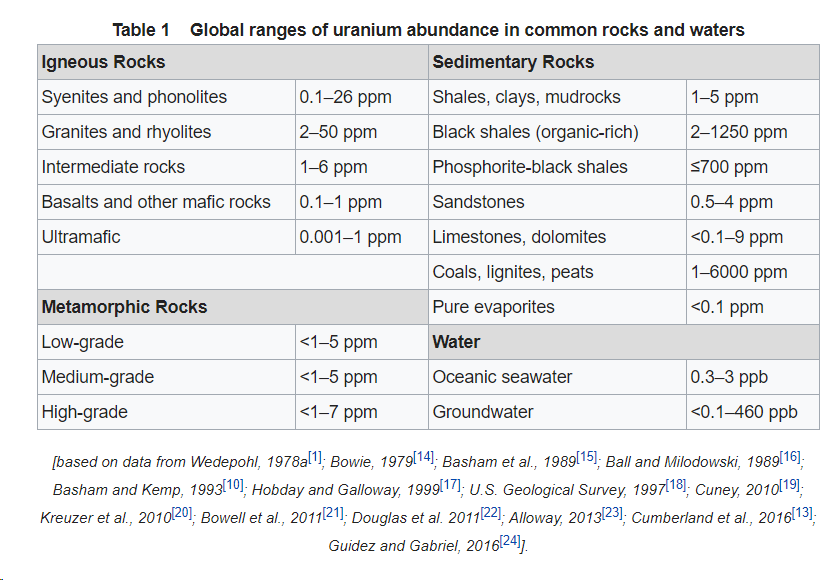 Table 1 Global ranges of uranium abundance in common rocks and waters
Igneous Rocks Sedimentary Rocks
Syenites and phonolites 0.1–26 ppm Shales, clays, mudrocks 1–5 ppm
Granites and rhyolites 2–50 ppm Black shales (organic-rich) 2–1250 ppm
Intermediate rocks 1–6 ppm Phosphorite-black shales ≤700 ppm
Basalts and other mafic rocks 0.1–1 ppm Sandstones 0.5–4 ppm
Ultramafic 0.001–1 ppm Limestones, dolomites <0.1–9 ppm
Coals, lignites, peats 1–6000 ppm
Metamorphic Rocks Pure evaporites <0.1 ppm
Low-grade <1–5 ppm Water
Medium-grade <1–5 ppm Oceanic seawater 0.3–3 ppb
High-grade <1–7 ppm Groundwater <0.1–460 ppb
[based on data from Wedepohl, 1978a[1]; Bowie, 1979[14]; Basham et al., 1989[15]; Ball and Milodowski, 1989[16];
Basham and Kemp, 1993[10]; Hobday and Galloway, 1999[17]; U.S. Geological Survey, 1997[18]; Cuney, 2010[19];
Kreuzer et al., 2010[20]; Bowell et al., 2011[21]; Douglas et al. 2011[22]; Alloway, 2013[23]; Cumberland et al., 2016[13];
Guidez and Gabriel, 2016[24]].